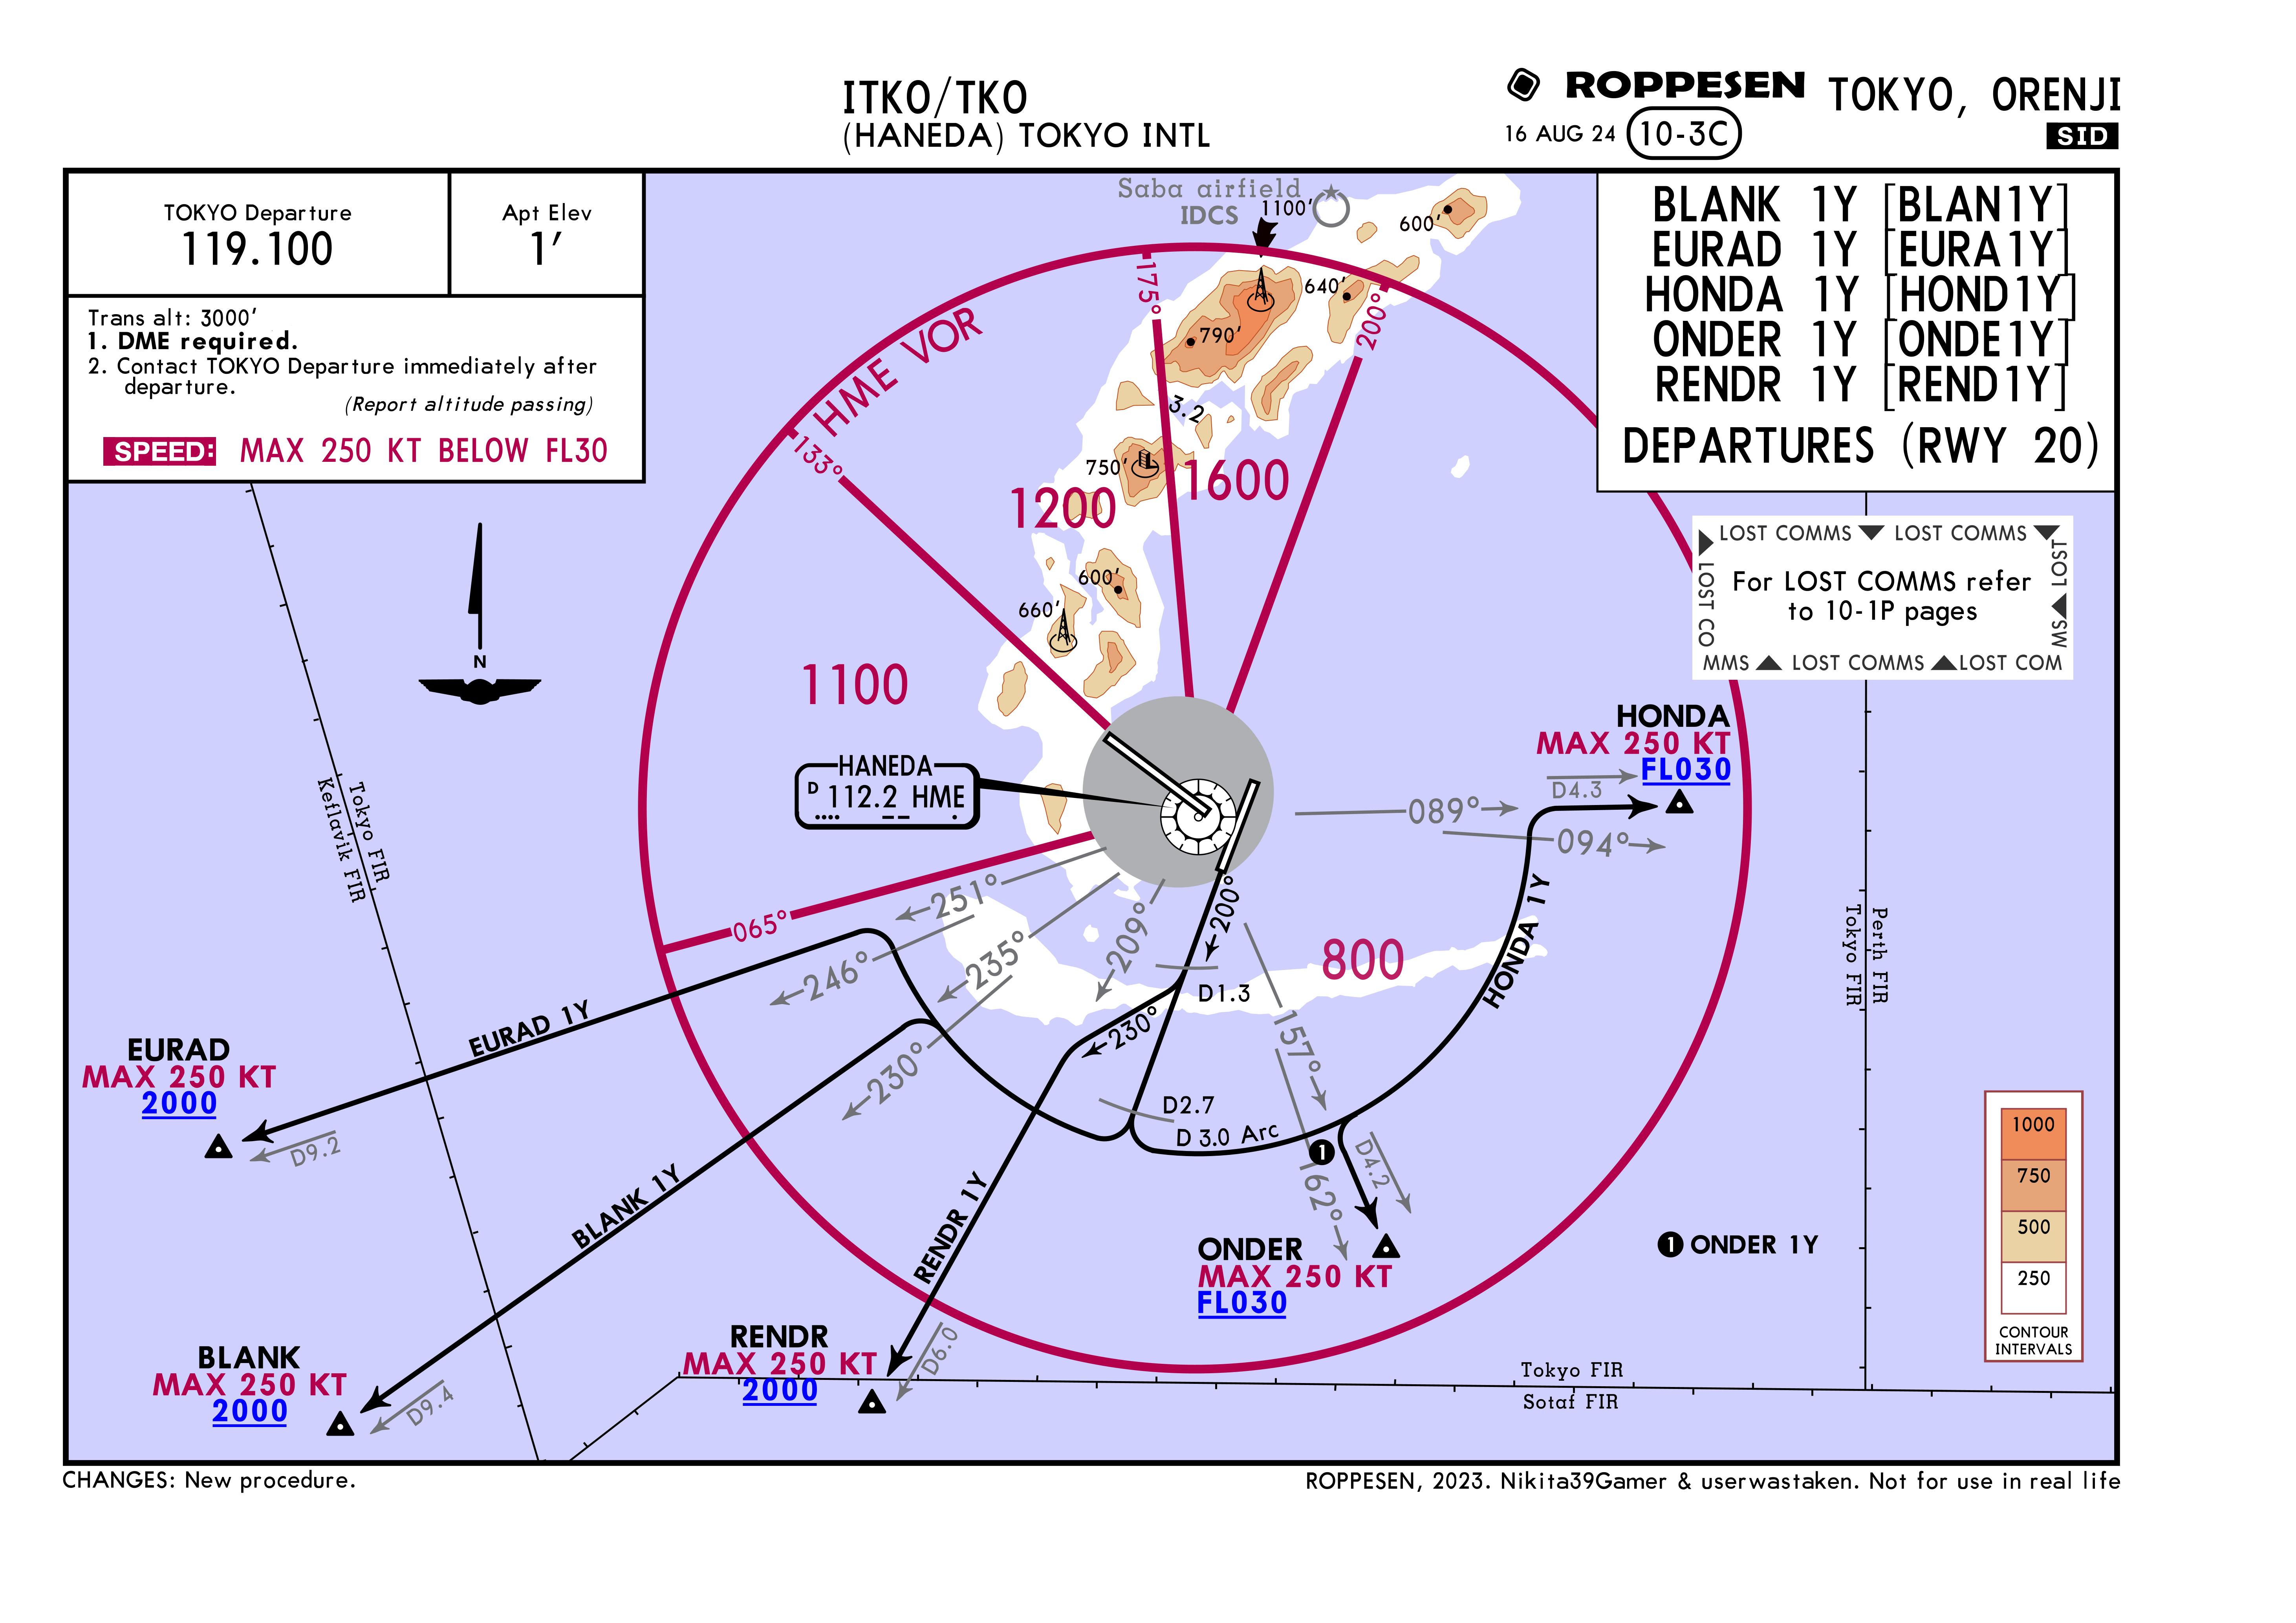 ITKO/TKO
(HANEDA) TOKYO INTL
ROPPESEN
TOKYO, ORENJI
16 AUG 24
10-3C
SID
TOKYO Departure
119.100
Apt Elev
1'
Trans alt: 3000'
1. DME required.
2. Contact TOKYO Departure immediately after
departure.
(Report altitude passing)
SPEED: MAX 250 KT BELOW FL30
BLANK 1Y [BLAN1Y]
EURAD 1Y [EURA1Y]
HONDA 1Y [HOND1Y]
ONDER 1Y [ONDE1Y]
RENDR 1Y [REND1Y]
DEPARTURES (RWY 20)
LOST COMMS LOST COMMS
LOST COMMS
LOST COMMS LOST COM
MS LOST
For LOST COMMS refer
to 10-1P pages
Saba airfield
IDCS
1100'
600'
640'
790'
3.2
750'
600'
660'
HME VOR
133°
175°
200°
065°
1200
1600
1100
800
N
HANEDA
D 112.2 HME
Tokyo FIR
Keflavik FIR
HONDA
MAX 250 KT
FL030
D4.3
089°
094°
HONDA 1Y
Perth FIR
Tokyo FIR
251°
246°
235°
230°
209°
200°
D1.3
230°
157°
162°
D2.7
D 3.0 Arc
1
D4.2
EURAD 1Y
EURAD
MAX 250 KT
2000
D9.2
BLANK 1Y
BLANK
MAX 250 KT
2000
D9.4
RENDR 1Y
RENDR
MAX 250 KT
2000
D6.0
ONDER
MAX 250 KT
FL030
1 ONDER 1Y
1000
750
500
250
CONTOUR
INTERVALS
Tokyo FIR
Sotaf FIR
CHANGES: New procedure.
ROPPESEN, 2023. Nikita39Gamer & userwastaken. Not for use in real life